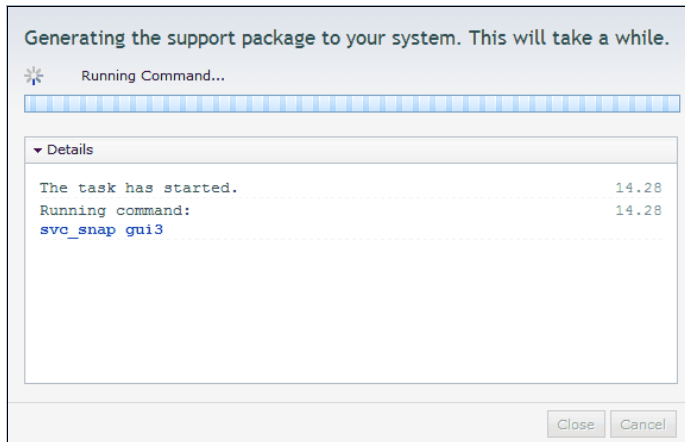 Generating the support package to your system. This will take a while.
Running Command...
Details
The task has started. 14.28
Running command: 14.28
svc_snap gui3
Close Cancel